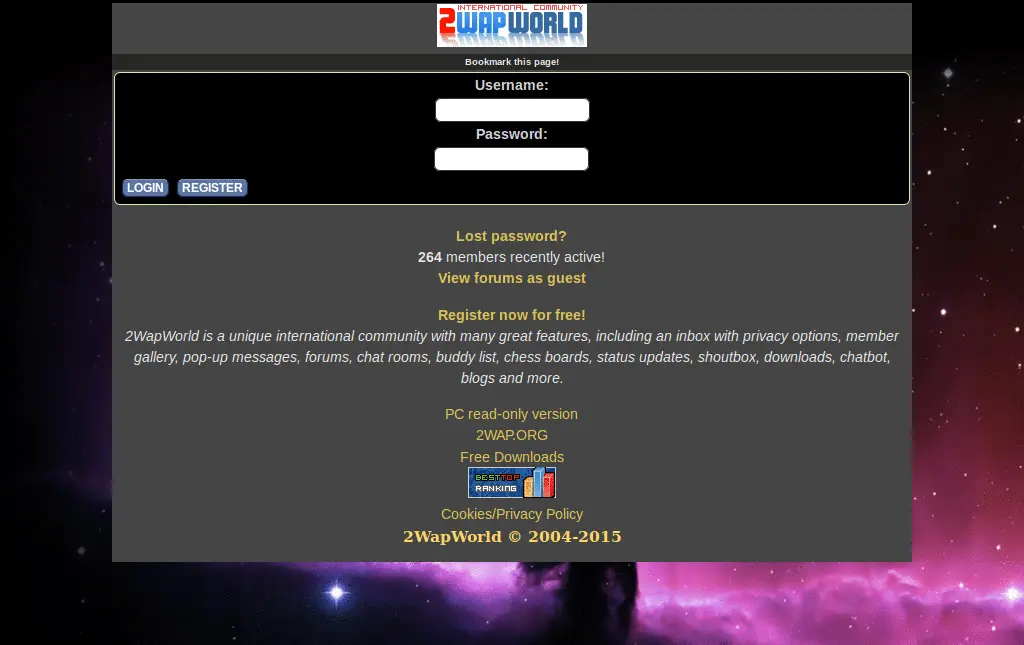 INTERNATIONAL COMMUNITY
2WAPWORLD
Bookmark this page!
Username:
Password:
LOGIN REGISTER
Lost password?
264 members recently active!
View forums as guest
Register now for free!
2WapWorld is a unique international community with many great features, including an inbox with privacy options, member
gallery, pop-up messages, forums, chat rooms, buddy list, chess boards, status updates, shoutbox, downloads, chatbot,
blogs and more.
PC read-only version
2WAP.ORG
Free Downloads
BESTTOP
RANKING
Cookies/Privacy Policy
2WapWorld © 2004-2015